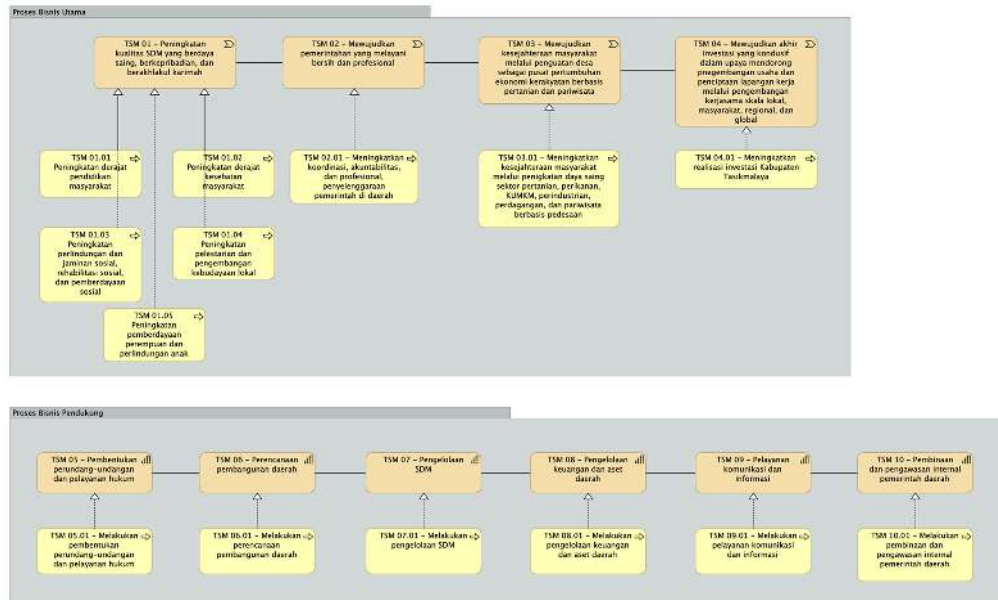 Proses Bisnis Utama
TSM 01 - Peningkatan
kualitas SDM yang berdaya
saing, berkepribadian, dan
berakhlakul karimah
TSM 02 - Mewujudkan
pemerintahan yang melayani
bersih dan profesional
TSM 03 - Mewujudkan
kesejahteraan masyarakat
melalui penguatan desa
sebagai pusat pertumbuhan
ekonomi kerakyatan berbasis
pertanian dan pariwisata
TSM 04 - Mewujudkan akhir
investasi yang kondusif
dalam upaya mendorong
pnegembangan usaha dan
penciptaan lapangan kerja
melalui pengembangan
kerjasama skala lokal,
masyarakat, regional, dan
global
TSM 01.01
Peningkatan derajat
pendidikan
masyarakat
TSM 01.02
Peningkatan derajat
kesehatan
masyarakat
TSM 02.01 - Meningkatkan
koordinasi, akuntabilitas,
dan profesional,
penyelenggaraan
pemerintah di daerah
TSM 03.01 - Meningkatkan
kesejahteraan masyarakat
melalui penigkatan daya saing
sektor pertanian, perikanan,
KUMKM, perindustrian,
perdagangan, dan pariwisata
berbasis pedesaan
TSM 04.01 - Meningkatkan
realisasi investasi Kabupaten
Tasikmalaya
TSM 01.03
Peningkatan
perlindungan dan
jaminan sosial,
rehabilitasi sosial,
dan pemberdayaan
sosial
TSM 01.04
Peningkatan
pelestarian dan
pengembangan
kebudayaan lokal
TSM 01.05
Peningkatan
pemberdayaan
perempuan dan
perlindungan anak
Proses Bisnis Pendukung
TSM 05 - Pembentukan
perundang-undangan
dan pelayanan hukum
TSM 06 - Perencanaan
pembangunan daerah
TSM 07 - Pengelolaan
SDM
TSM 08 - Pengelolaan
keuangan dan aset
daerah
TSM 09 - Pelayanan
komunikasi dan
informasi
TSM 10 - Pembinaan
dan pengawasan internal
pemerintah daerah
TSM 05.01 - Melakukan
pembentukan
perundang-undangan
dan pelayanan hukum
TSM 06.01 - Melakukan
perencanaan
pembangunan daerah
TSM 07.01 - Melakukan
pengelolaan SDM
TSM 08.01 - Melakukan
pengelolaan keuangan
dan aset daerah
TSM 09.01 - Melakukan
pelayanan komunikasi
dan informasi
TSM 10.01 - Melakukan
pembinaan dan
pengawasan internal
pemerintah daerah